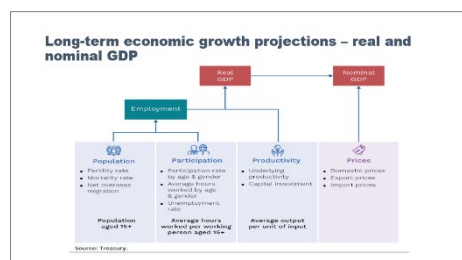 Long-term economic growth projections – real and
nominal GDP
Real
GDP
Nominal
GDP
Employment
Population
• Fertility rate
• Mortality rate
• Net overseas
migration
Population
aged 15+
Participation
• Participation rate
by age & gender
• Average hours
worked by age
& gender
• Unemployment
rate
Average hours
worked per working
person aged 15+
Productivity
• Underlying
productivity
• Capital investment
Average output
per unit of input
Prices
• Domestic prices
• Export prices
• Import prices
Source: Treasury.